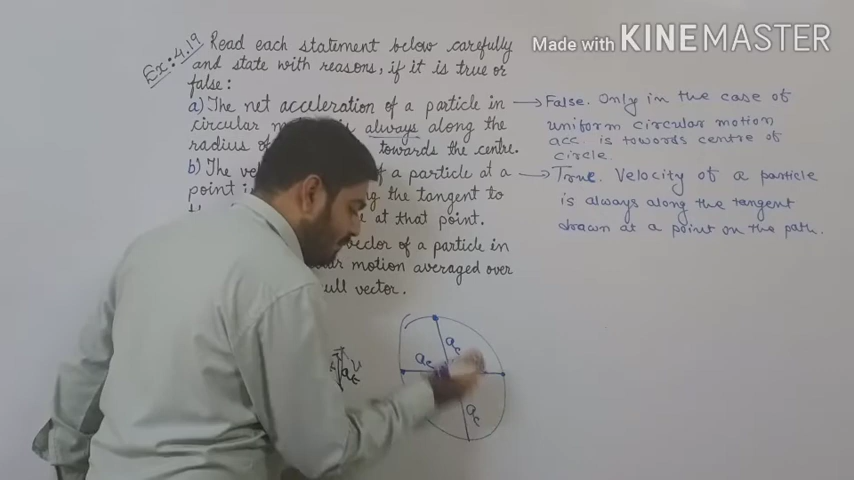 Made with KINEMASTER
Ex:4.19 Read each statement below carefully
and state with reasons, if it is true or
false:
a) The net acceleration of a particle in
circular always along the
radius towards the centre.
b) The of a particle at a
point the tangent to
at that point.
vector of a particle in
motion averaged over
vector.
→ False. Only in the case of
uniform circular motion
acc. is towords centre of
circle.
→ True. Velocity of a particle
is always along the tangent
drawn at a point on the path.
ac
ac
ac